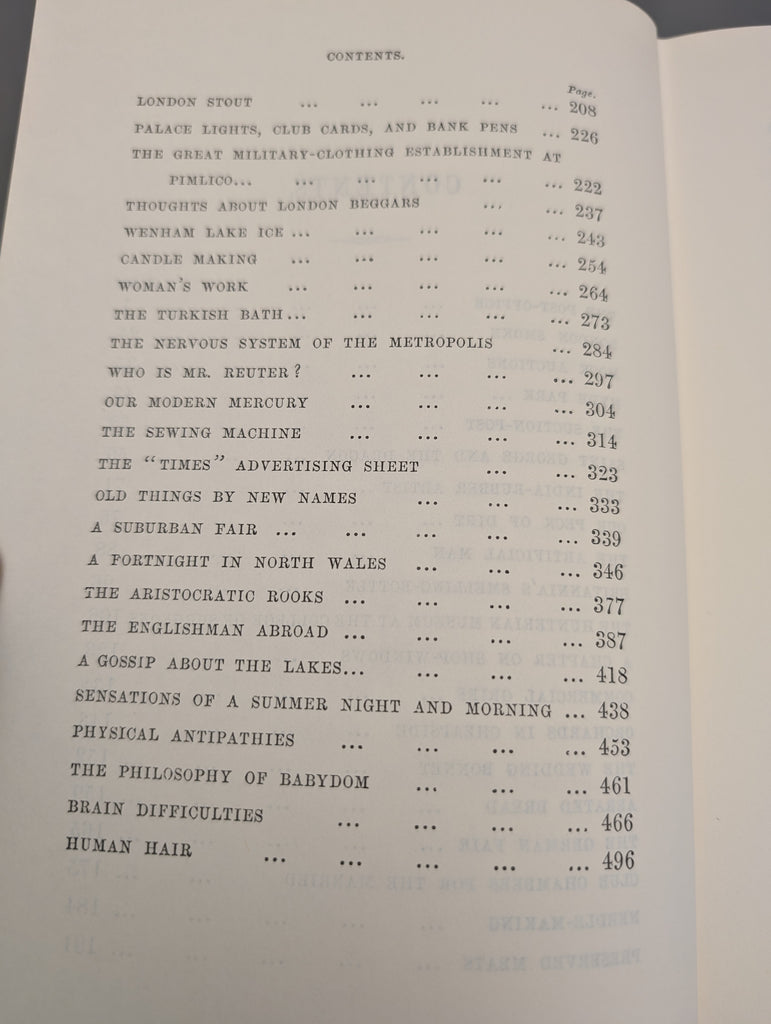 CONTENTS.
Page.
LONDON STOUT ... ... ... ... ... 208
PALACE LIGHTS, CLUB CARDS, AND BANK PENS ... 226
THE GREAT MILITARY-CLOTHING ESTABLISHMENT AT
PIMLICO... ... ... ... ... ... 222
THOUGHTS ABOUT LONDON BEGGARS ... ... 237
WENHAM LAKE ICE ... ... ... ... ... 243
CANDLE MAKING ... ... ... ... ... 254
WOMAN'S WORK ... ... ... ... ... 264
THE TURKISH BATH... ... ... ... ... 273
THE NERVOUS SYSTEM OF THE METROPOLIS ... 284
WHO IS MR. REUTER? ... ... ... ... 297
OUR MODERN MERCURY ... ... ... ... 304
THE SEWING MACHINE ... ... ... ... 314
THE "TIMES" ADVERTISING SHEET ... ... 323
OLD THINGS BY NEW NAMES ... ... ... 333
A SUBURBAN FAIR ... ... ... ... ... 339
A FORTNIGHT IN NORTH WALES ... ... ... 346
THE ARISTOCRATIC ROOKS ... ... ... ... 377
THE ENGLISHMAN ABROAD ... ... ... ... 387
A GOSSIP ABOUT THE LAKES... ... ... ... 418
SENSATIONS OF A SUMMER NIGHT AND MORNING ... 438
PHYSICAL ANTIPATHIES ... ... ... ... 453
THE PHILOSOPHY OF BABYDOM ... ... ... 461
BRAIN DIFFICULTIES ... ... ... ... 466
HUMAN HAIR ... ... ... ... ... 496